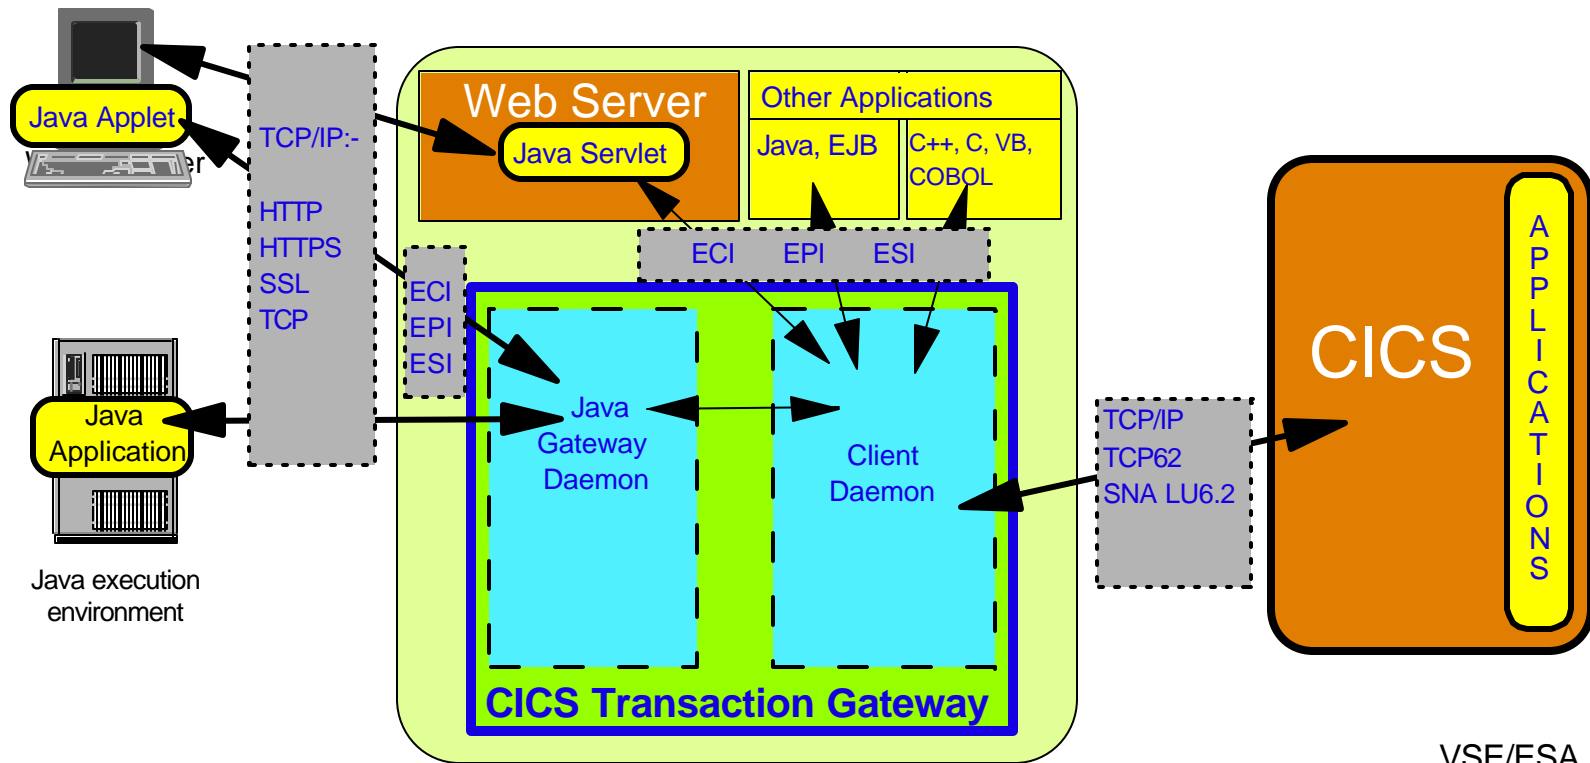 Java Applet
TCP/IP:-
HTTP
HTTPS
SSL
TCP
Web Server
Java Servlet
Other Applications
Java, EJB
C++, C, VB,
COBOL
ECI EPI ESI
ECI
EPI
ESI
Java
Application
Java execution
environment
Java
Gateway
Daemon
Client
Daemon
CICS Transaction Gateway
TCP/IP
TCP62
SNA LU6.2
CICS
APPLICATIONS
VSE/ESA